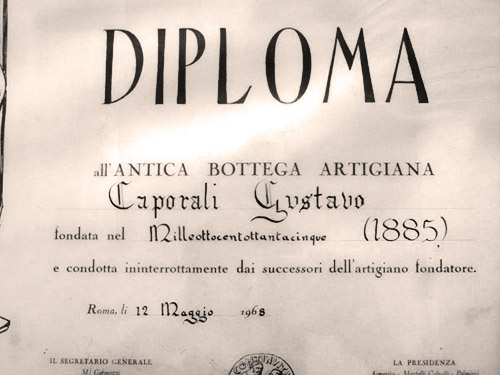 DIPLOMA
all'ANTICA BOTTEGA ARTIGIANA
Caporali Gustavo
fondata nel Milleottocentottantacinque (1885)
e condotta ininterrottamente dai successori dell'artigiano fondatore.
Roma, li 12 Maggio 1968
IL SEGRETARIO GENERALE
LA PRESIDENZA